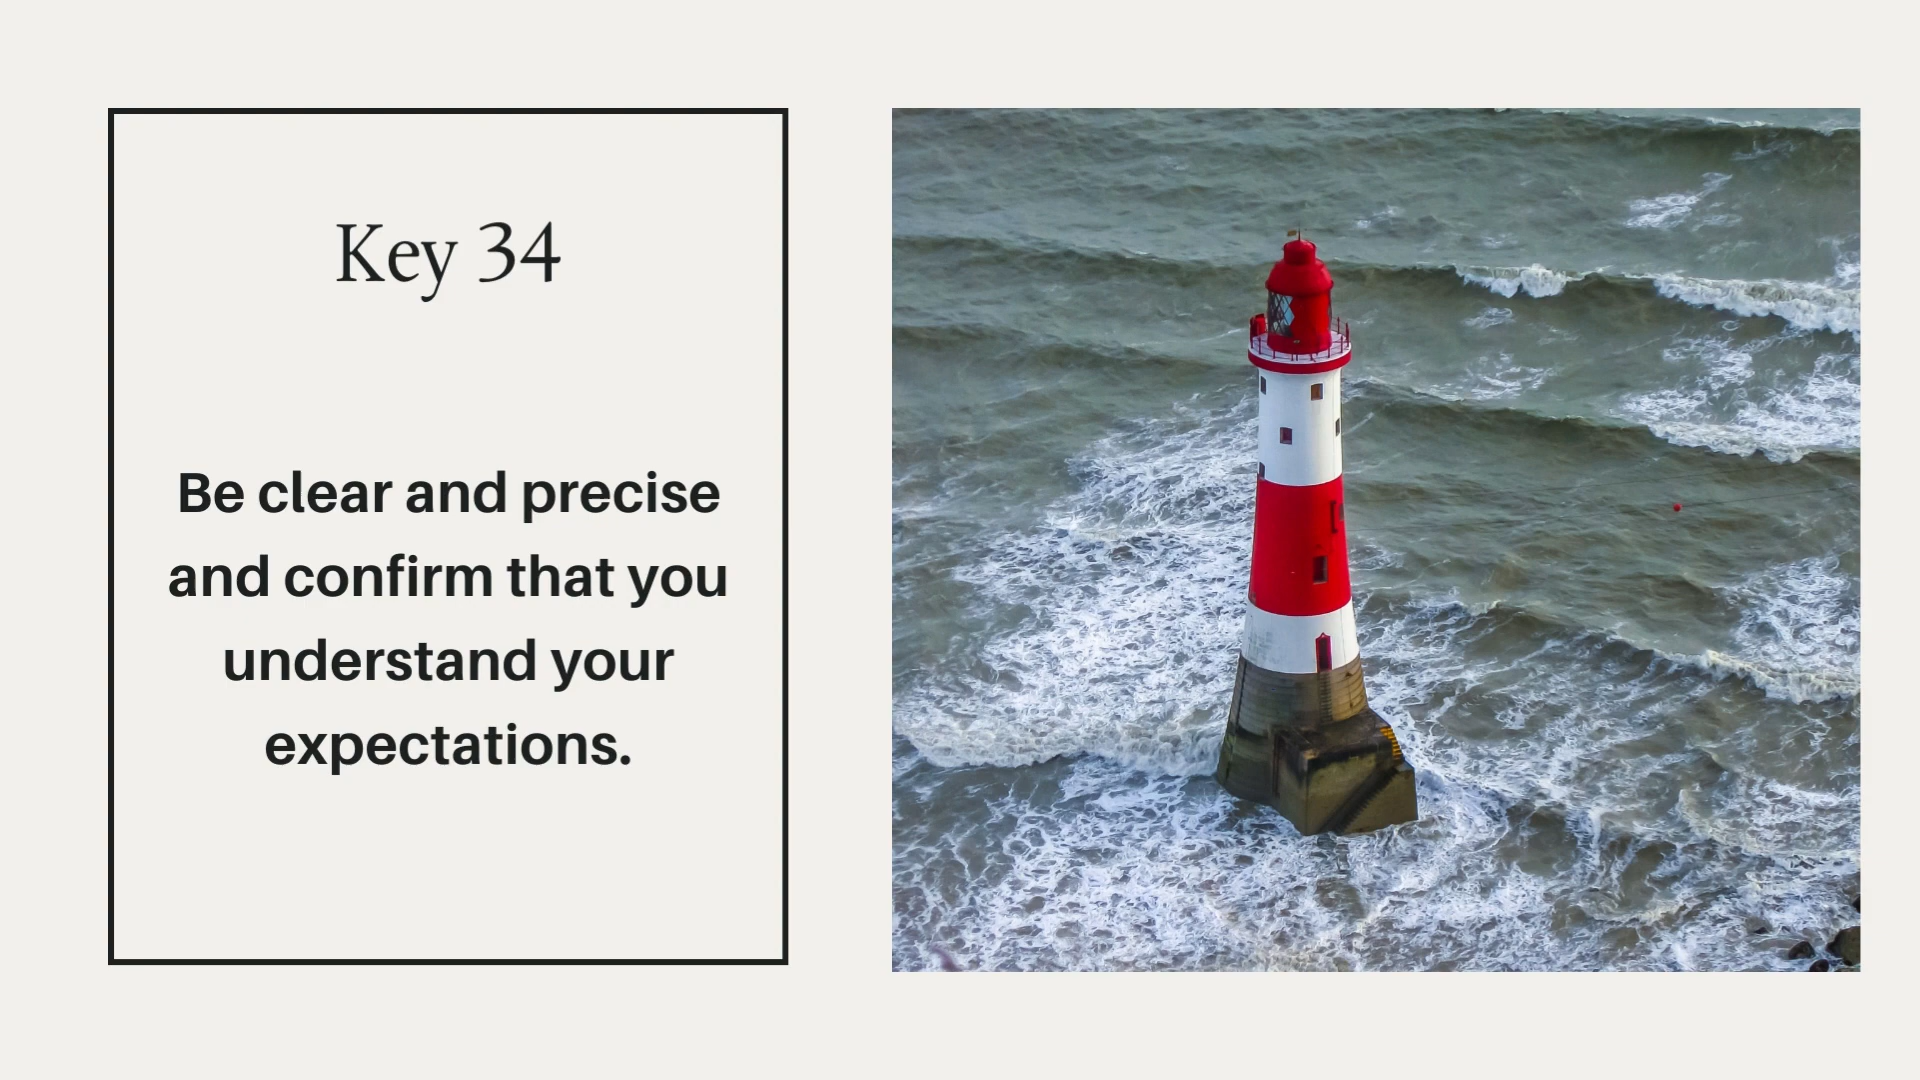 Key 34
Be clear and precise
and confirm that you
understand your
expectations.